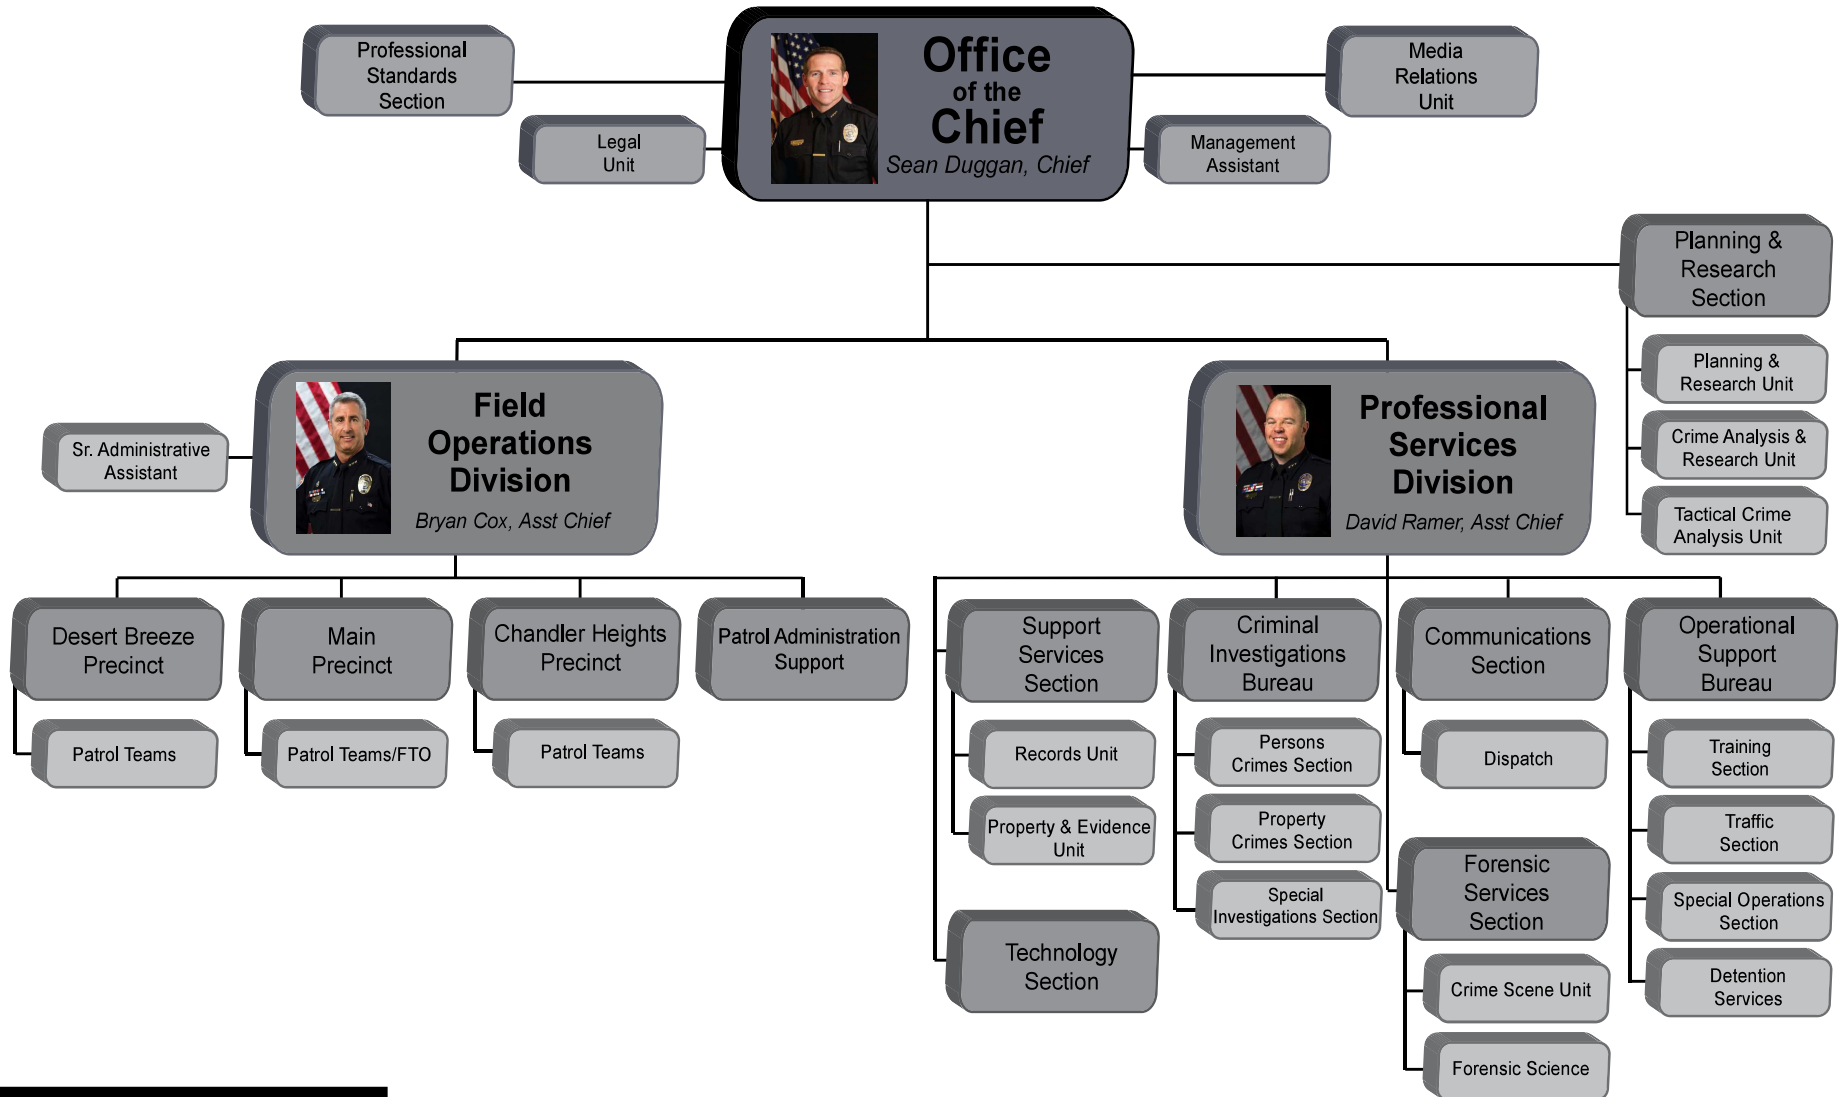 Professional
Standards
Section
Legal
Unit
Office
of the
Chief
Sean Duggan, Chief
Media
Relations
Unit
Management
Assistant
Planning &
Research
Section
Planning &
Research Unit
Crime Analysis &
Research Unit
Tactical Crime
Analysis Unit
Sr. Administrative
Assistant
Field
Operations
Division
Bryan Cox, Asst Chief
Professional
Services
Division
David Ramer, Asst Chief
Desert Breeze
Precinct
Patrol Teams
Main
Precinct
Patrol Teams/FTO
Chandler Heights
Precinct
Patrol Teams
Patrol Administration
Support
Support
Services
Section
Records Unit
Property & Evidence
Unit
Technology
Section
Criminal
Investigations
Bureau
Persons
Crimes Section
Property
Crimes Section
Special
Investigations Section
Communications
Section
Dispatch
Forensic
Services
Section
Crime Scene Unit
Forensic Science
Operational
Support
Bureau
Training
Section
Traffic
Section
Special Operations
Section
Detention
Services